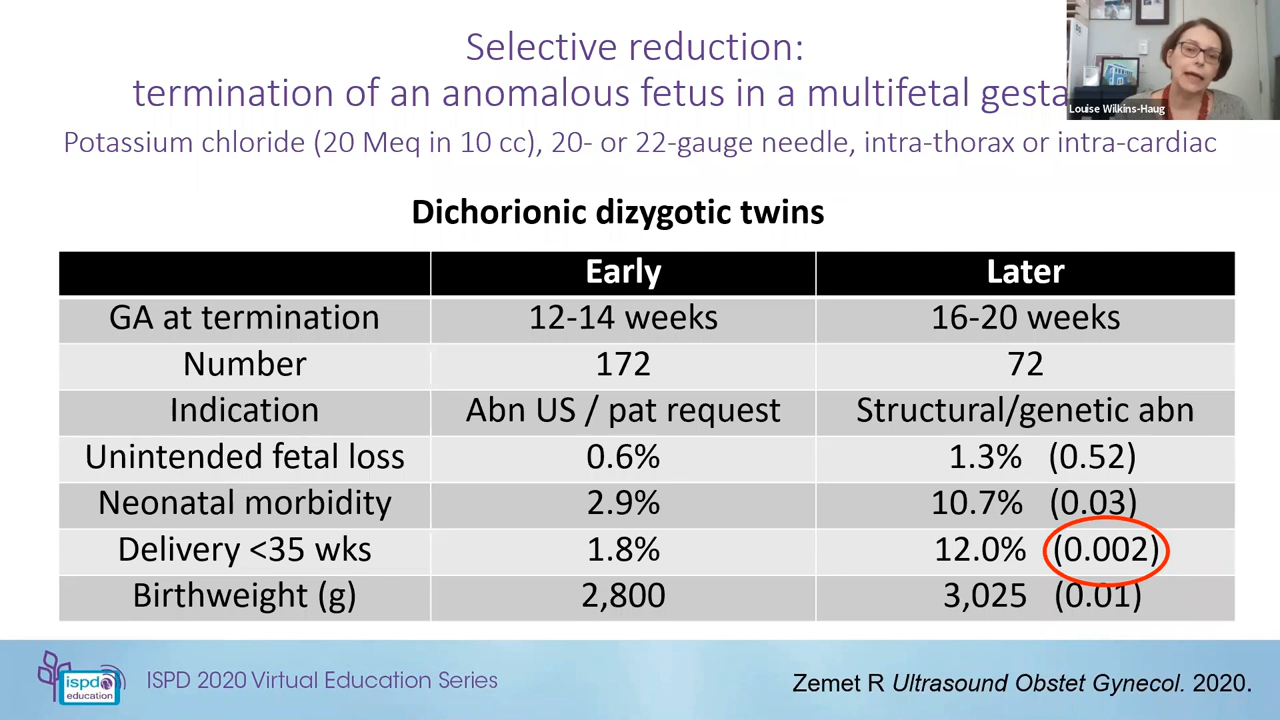 Selective reduction:
termination of an anomalous fetus in a multifetal gesta
Potassium chloride (20 Meq in 10 cc), 20- or 22-gauge needle, intra-thorax or intra-cardiac
Louise Wilkins-Haug
Dichorionic dizygotic twins
Early Later
GA at termination 12-14 weeks 16-20 weeks
Number 172 72
Indication Abn US / pat request Structural/genetic abn
Unintended fetal loss 0.6% 1.3% (0.52)
Neonatal morbidity 2.9% 10.7% (0.03)
Delivery <35 wks 1.8% 12.0% (0.002)
Birthweight (g) 2,800 3,025 (0.01)
ispd
education
ISPD 2020 Virtual Education Series
Zemet R Ultrasound Obstet Gynecol. 2020.